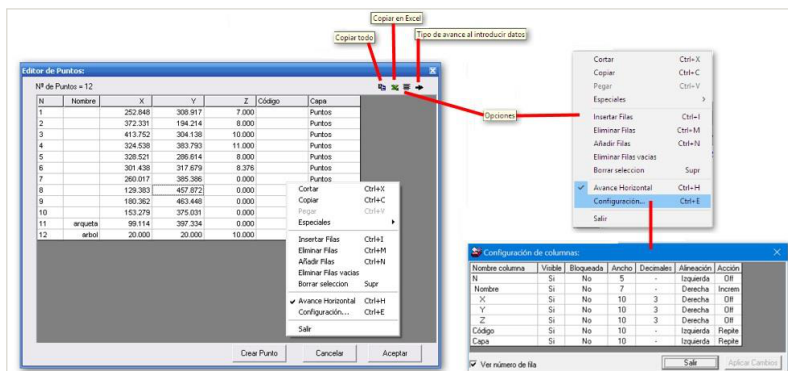 Copiar en Excel
Copiar todo
Tipo de avance al introducir datos
Editor de Puntos:
Nª de Puntos = 12
N Nombre X Y Z Código Capa
1 252.848 308.917 7.000 Puntos
2 372.331 194.214 8.000 Puntos
3 413.752 304.138 10.000 Puntos
4 324.538 383.793 11.000 Puntos
5 328.521 286.614 8.000 Puntos
6 301.438 317.679 8.376 Puntos
7 260.017 385.386 0.000 Puntos
8 129.383 457.872 0.000
9 180.362 463.448 0.000
10 153.279 375.031 0.000
11 arqueta 99.114 397.334 0.000
12 arbol 20.000 20.000 10.000
Cortar Ctrl+X
Copiar Ctrl+C
Pegar Ctrl+V
Especiales
Insertar Filas Ctrl+I
Eliminar Filas Ctrl+M
Añadir Filas Ctrl+N
Eliminar Filas vacias
Borrar seleccion Supr
Avance Horizontal Ctrl+H
Configuración... Ctrl+E
Salir
Crear Punto Cancelar Aceptar
Opciones
Cortar Ctrl+X
Copiar Ctrl+C
Pegar Ctrl+V
Especiales
Insertar Filas Ctrl+I
Eliminar Filas Ctrl+M
Añadir Filas Ctrl+N
Eliminar Filas vacias
Borrar seleccion Supr
Avance Horizontal Ctrl+H
Configuración... Ctrl+E
Salir
Configuración de columnas:
Nombre columna Visible Bloqueada Ancho Decimales Alineación Acción
N Si No 5 - Izquierda Off
Nombre Si No 7 - Derecha Increm
X Si No 10 3 Derecha Off
Y Si No 10 3 Derecha Off
Z Si No 10 3 Derecha Off
Código Si No 10 - Izquierda Repite
Capa Si No 10 - Izquierda Repite
Ver número de fila
Salir Aplicar Cambios